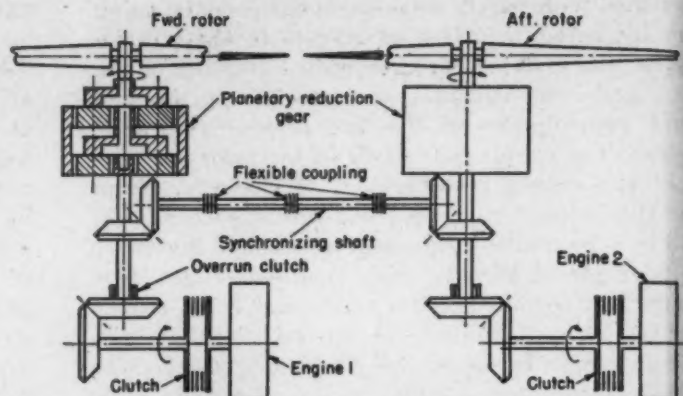 Fwd. rotor
Aft. rotor
Planetary reduction
gear
Flexible coupling
Synchronizing shaft
Overrun clutch
Engine 2
Engine 1
Clutch
Clutch